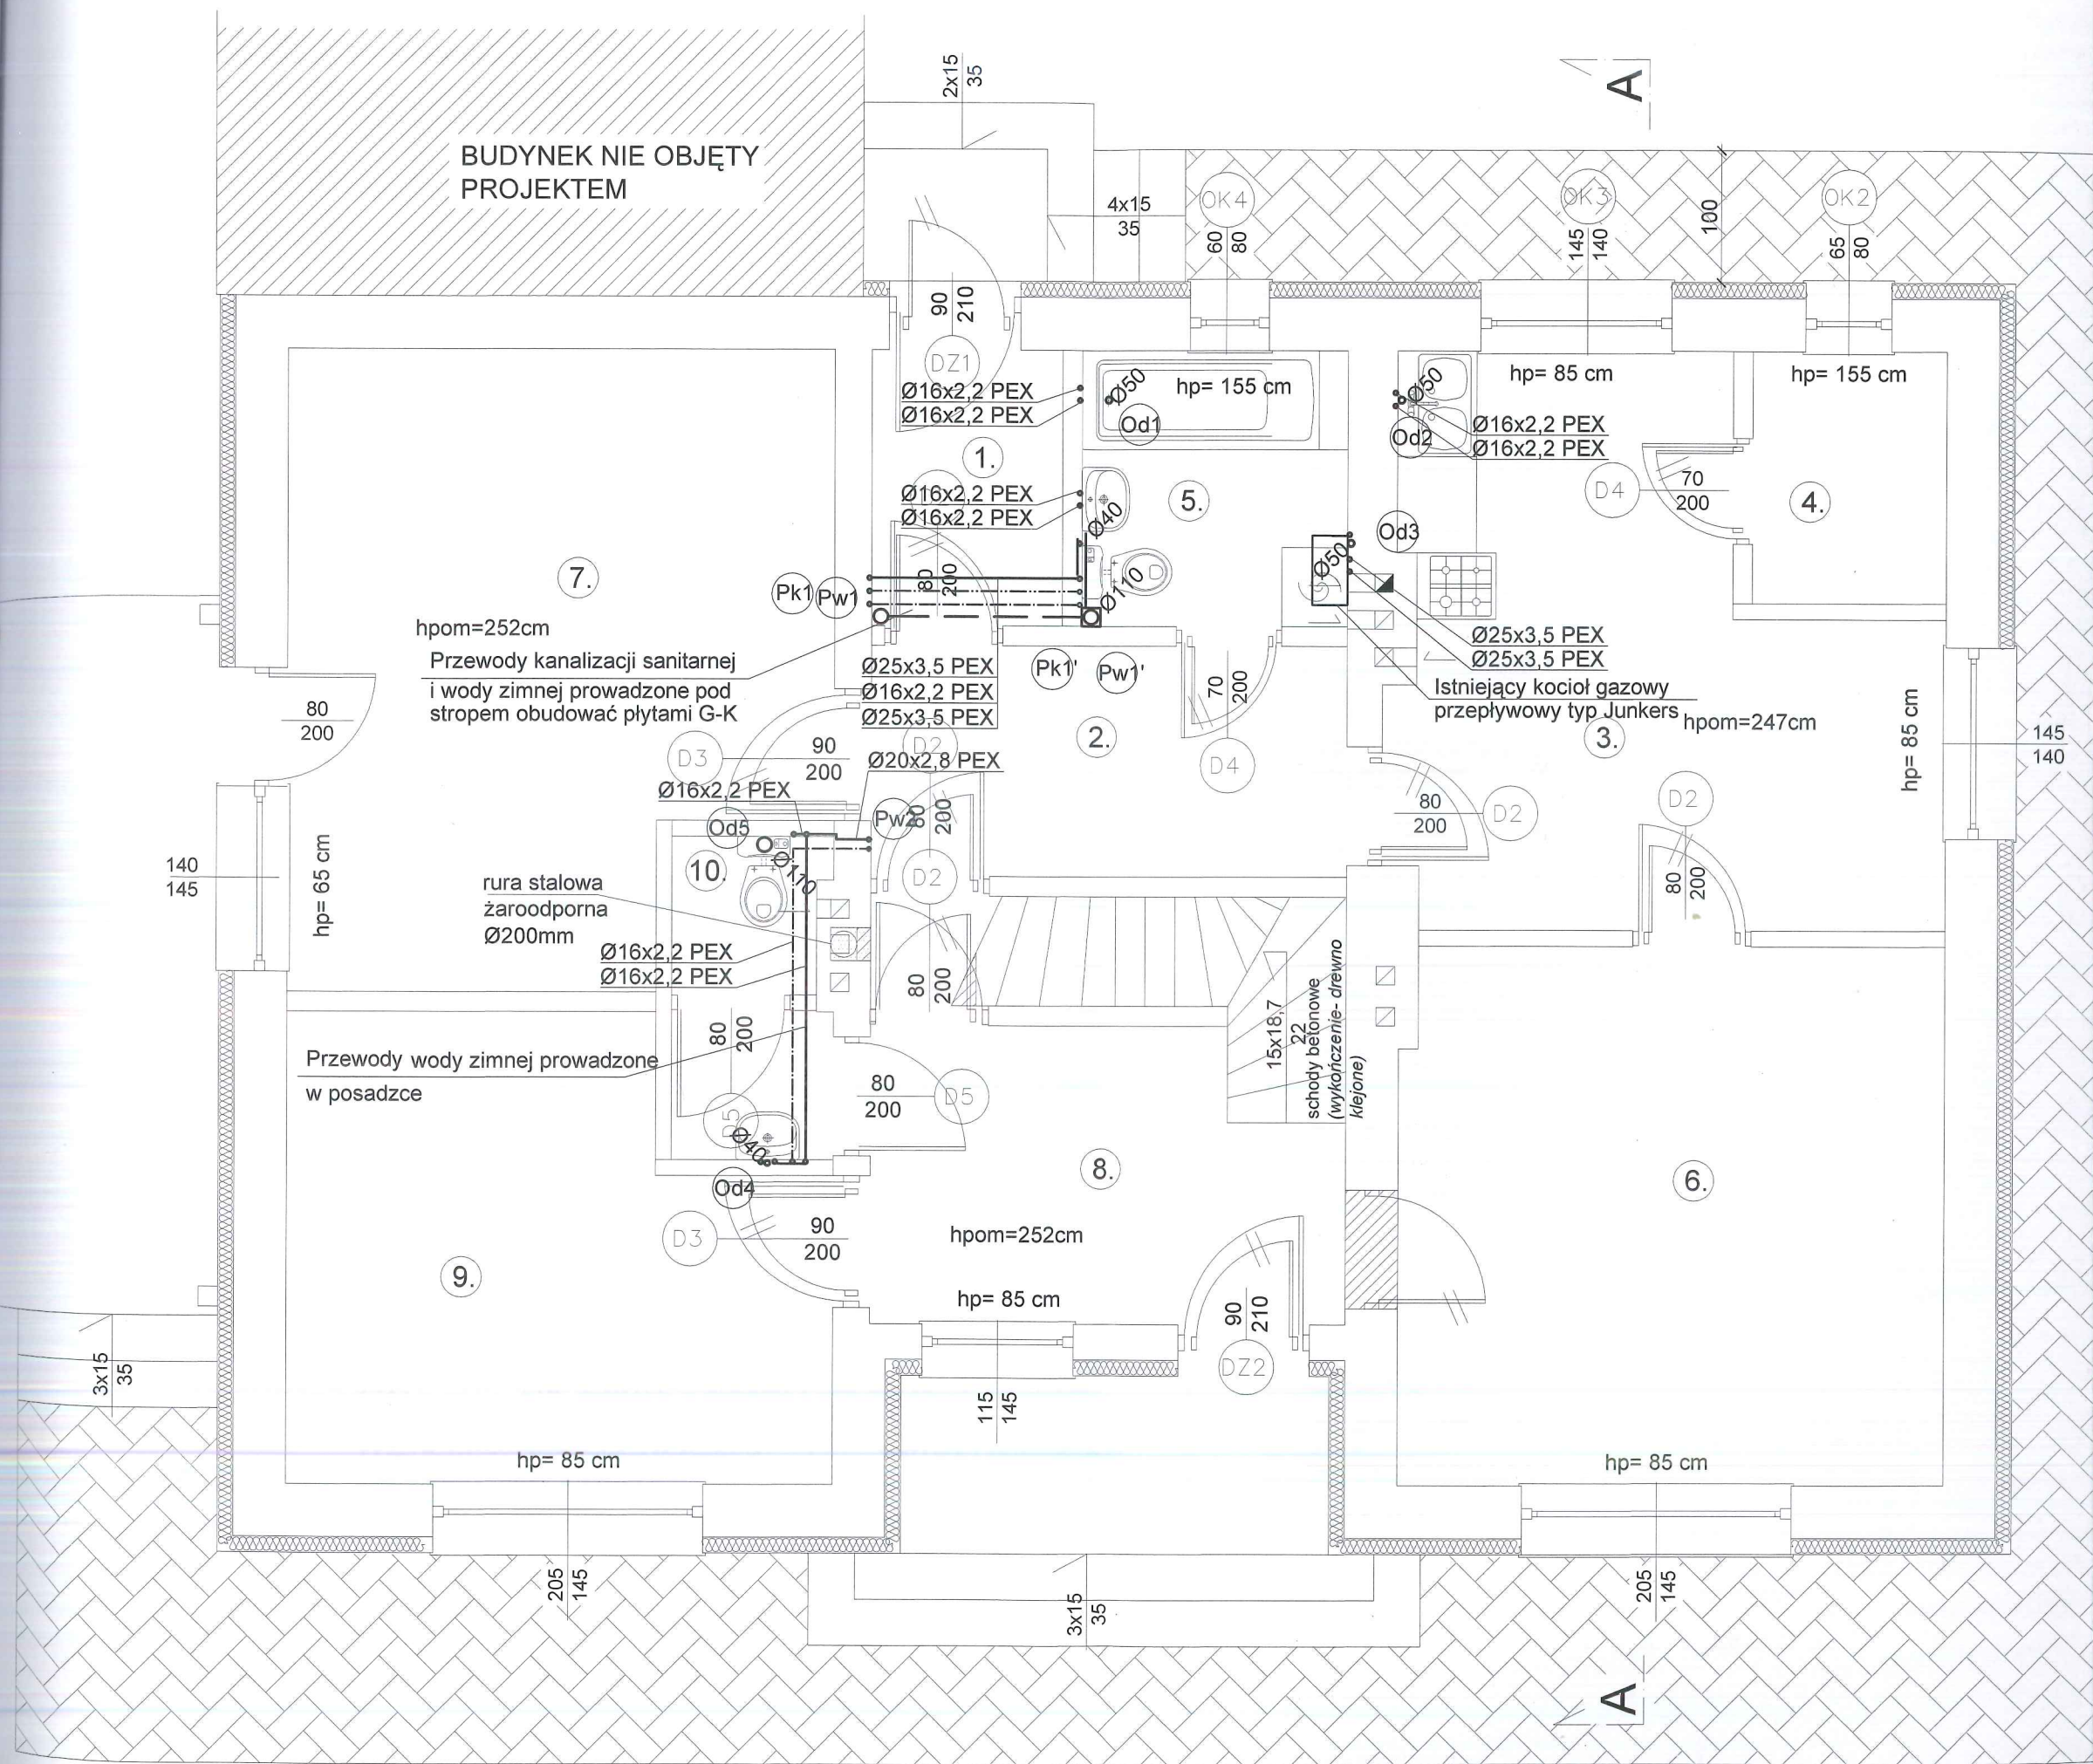 2x15
35
A
BUDYNEK NIE OBJĘTY
PROJEKTEM
4x15
35
OK4
60
80
OK3
145
140
100
OK2
65
80
90
210
DZ1
hp= 155 cm
hp= 85 cm
hp= 155 cm
Ø16x2,2 PEX
Ø16x2,2 PEX
Ø50
Od1
Ø50
Od2
Ø16x2,2 PEX
Ø16x2,2 PEX
1.
Ø16x2,2 PEX
Ø16x2,2 PEX
5.
Ø40
D4
70
200
4.
Od3
Ø50
7.
Pk1
Pw1
80
200
Ø110
hpom=252cm
Przewody kanalizacji sanitarnej
i wody zimnej prowadzone pod
stropem obudować płytami G-K
Ø25x3,5 PEX
Ø16x2,2 PEX
Ø25x3,5 PEX
Pk1'
Pw1'
70
200
Ø25x3,5 PEX
Ø25x3,5 PEX
Istniejący kocioł gazowy
przepływowy typ Junkers
hpom=247cm
3.
hp= 85 cm
145
140
80
200
D3
90
200
D2
2.
D4
Ø20x2,8 PEX
Ø16x2,2 PEX
Od5
Pw2
80
200
80
200
D2
D2
140
145
hp= 65 cm
10.
Ø110
D2
80
200
rura stalowa
żaroodporna
Ø200mm
Ø16x2,2 PEX
Ø16x2,2 PEX
80
200
15x18,7
22
schody betonowe
(wykończenie- drewno
klejone)
80
200
Przewody wody zimnej prowadzone
w posadzce
80
200
D5
D5
Ø40
Od4
8.
6.
D3
90
200
hpom=252cm
9.
hp= 85 cm
90
210
DZ2
3x15
35
115
145
hp= 85 cm
hp= 85 cm
205
145
3x15
35
205
145
A